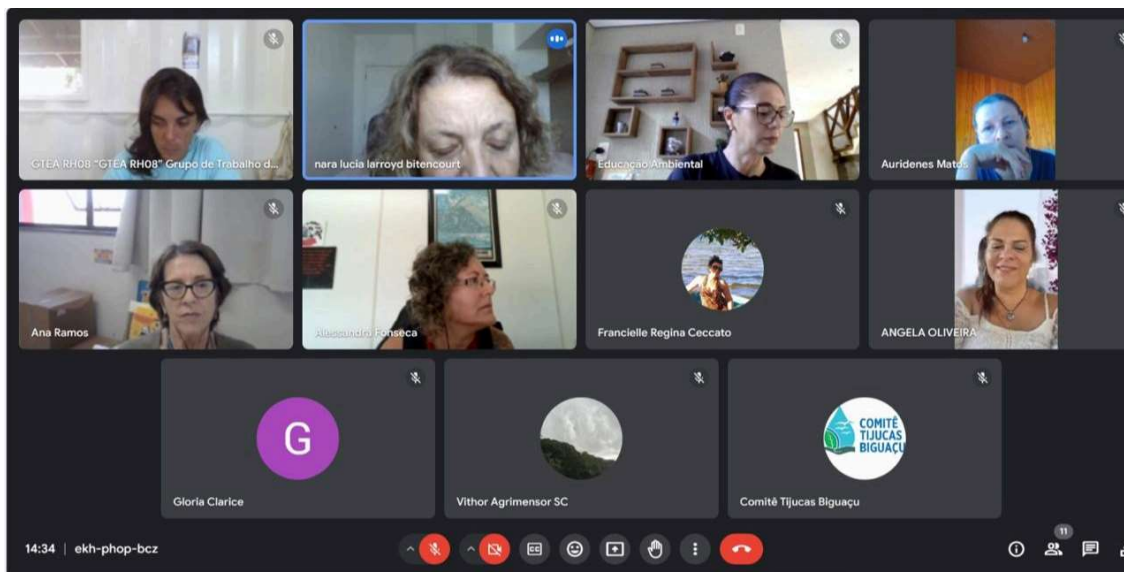 GTEA RH08 "GTEA RH08" Grupo de Trabalho d...
nara lucia larroyd bitencourt
Educação Ambiental
Auridenes Matos
Ana Ramos
Alessandra Fonseca
Francielle Regina Ceccato
ANGELA OLIVEIRA
G
COMITÊ
TIJUCAS
BIGUAÇU
Gloria Clarice
Vithor Agrimensor SC
Comitê Tijucas Biguaçu
14:34 | ekh-phop-bcz
CC
11